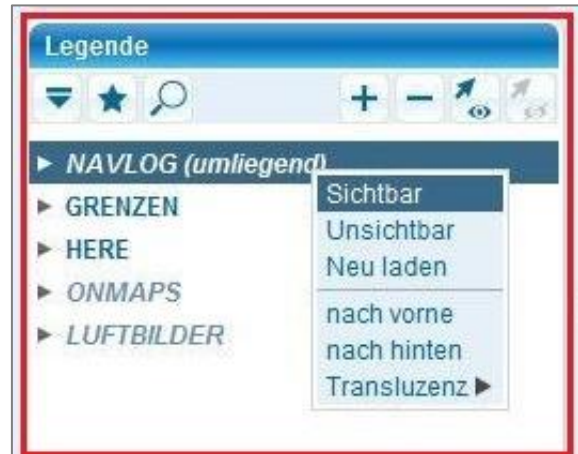 Legende
NAVLOG (umliegend)
GRENZEN
HERE
ONMAPS
LUFTBILDER
Sichtbar
Unsichtbar
Neu laden
nach vorne
nach hinten
Transluzenz